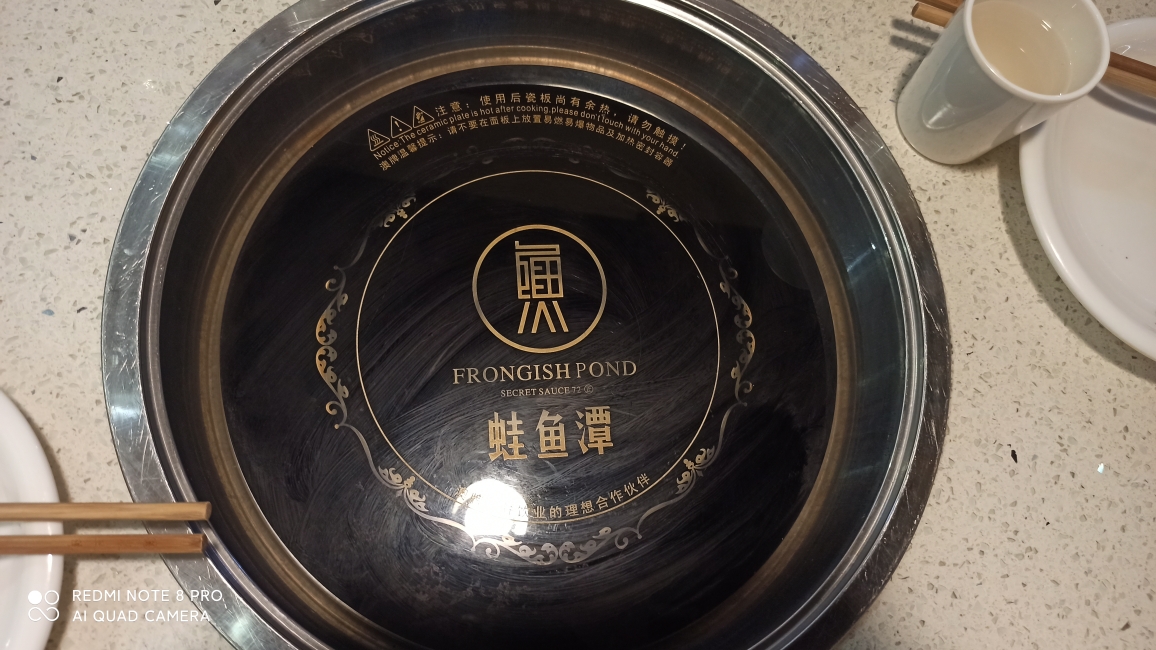 注意：使用后瓷板尚有余热，请勿触摸！
Notice:The ceramic plate is hot after cooking.please don't touch with your hand
澳牌温馨提示：请不要在面板上放置易燃易爆物品及加热密封容器
FRONGISH POND
SECRET SAUCE 72
蛙鱼潭
业的理想合作伙伴
REDMI NOTE 8 PRO
AI QUAD CAMERA